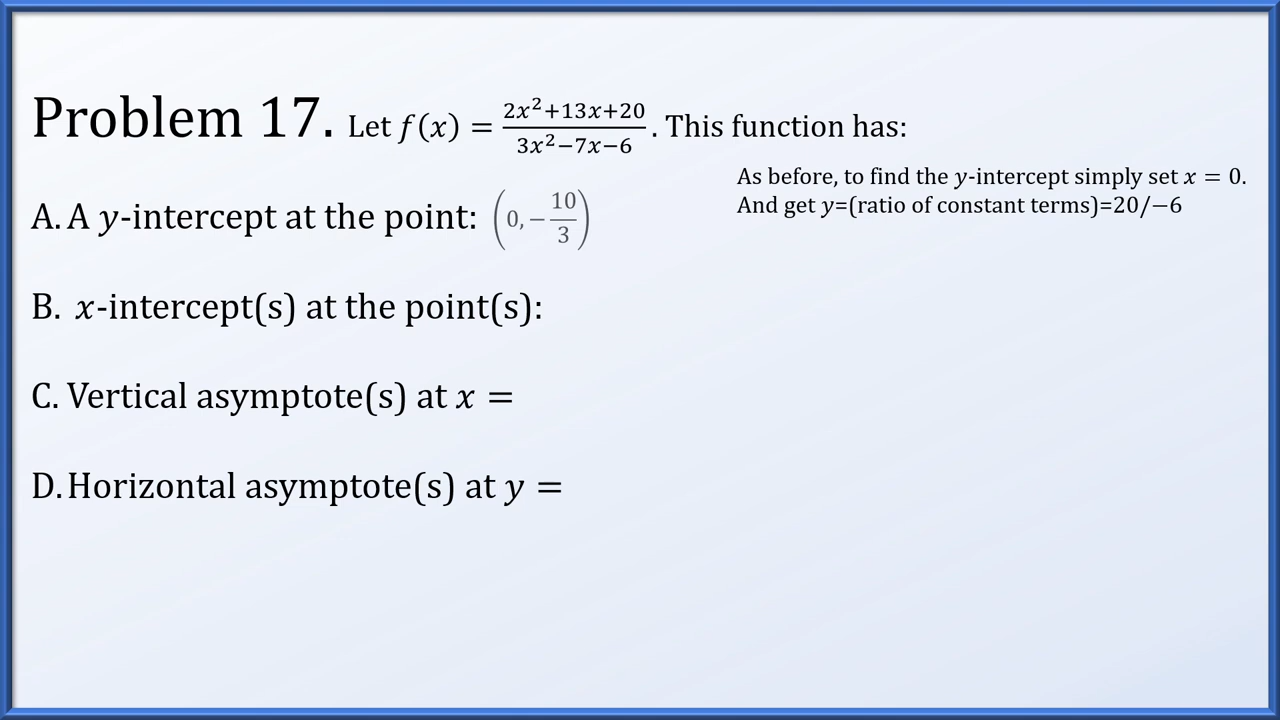 Problem 17. Let f(x) = (2x²+13x+20)/(3x²−7x−6). This function has:
As before, to find the y-intercept simply set x = 0.
And get y=(ratio of constant terms)=20/−6
A. A y-intercept at the point: (0, −10/3)
B. x-intercept(s) at the point(s):
C. Vertical asymptote(s) at x =
D. Horizontal asymptote(s) at y =